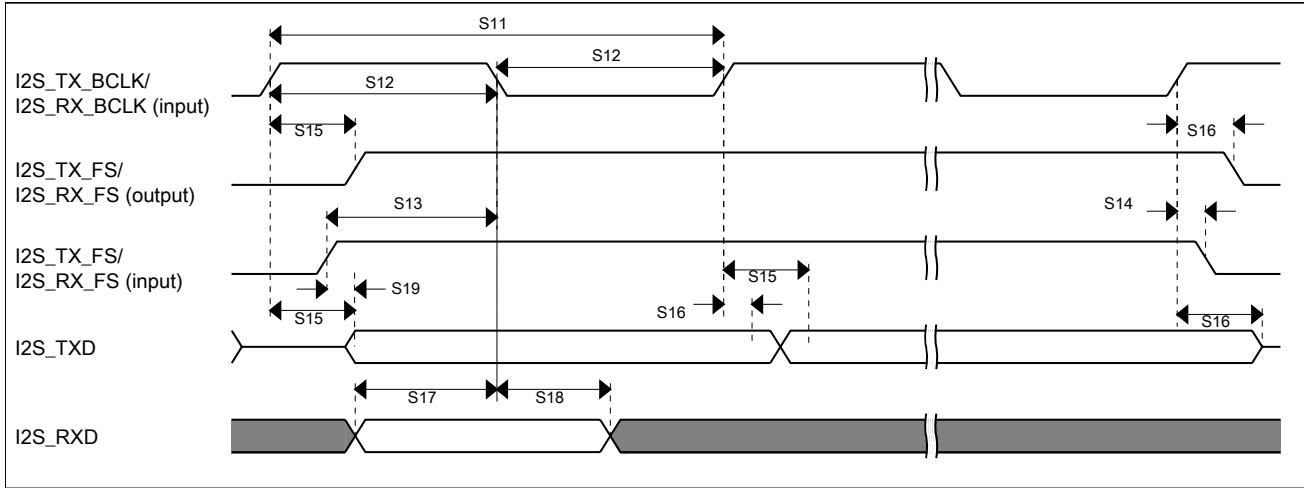 S11
I2S_TX_BCLK/
I2S_RX_BCLK (input)
S12
S12
S15
S16
I2S_TX_FS/
I2S_RX_FS (output)
S13
S14
I2S_TX_FS/
I2S_RX_FS (input)
S15
S19
S15
S16
S16
I2S_TXD
S17
S18
I2S_RXD